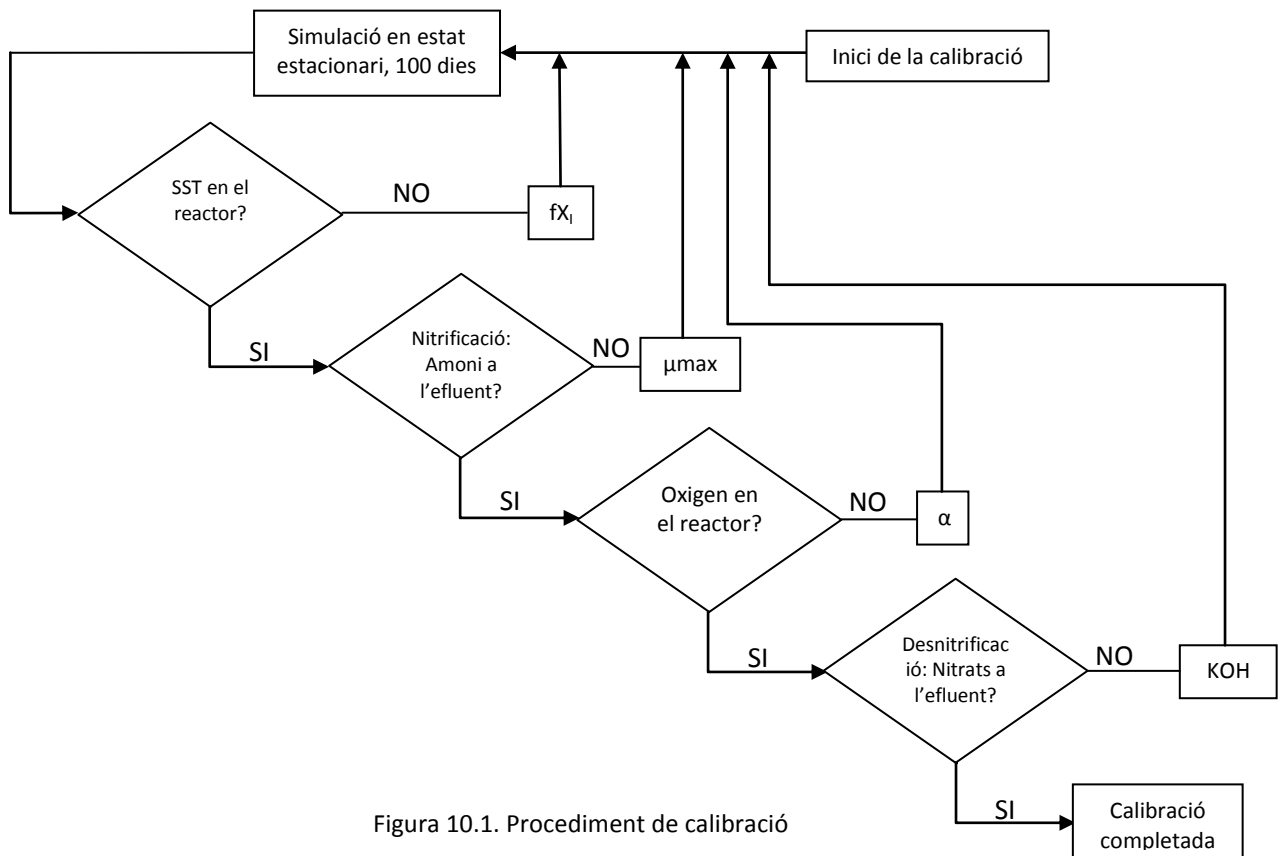 Simulació en estat
estacionari, 100 dies
Inici de la calibració
SST en el
reactor?
NO
fX_I
Nitrificació:
Amoni a
l'efluent?
SI
NO
µmax
Oxigen en
el reactor?
SI
NO
α
Desnitrificac
ió: Nitrats a
l'efluent?
SI
NO
KOH
SI
Calibració
completada
Figura 10.1. Procediment de calibració